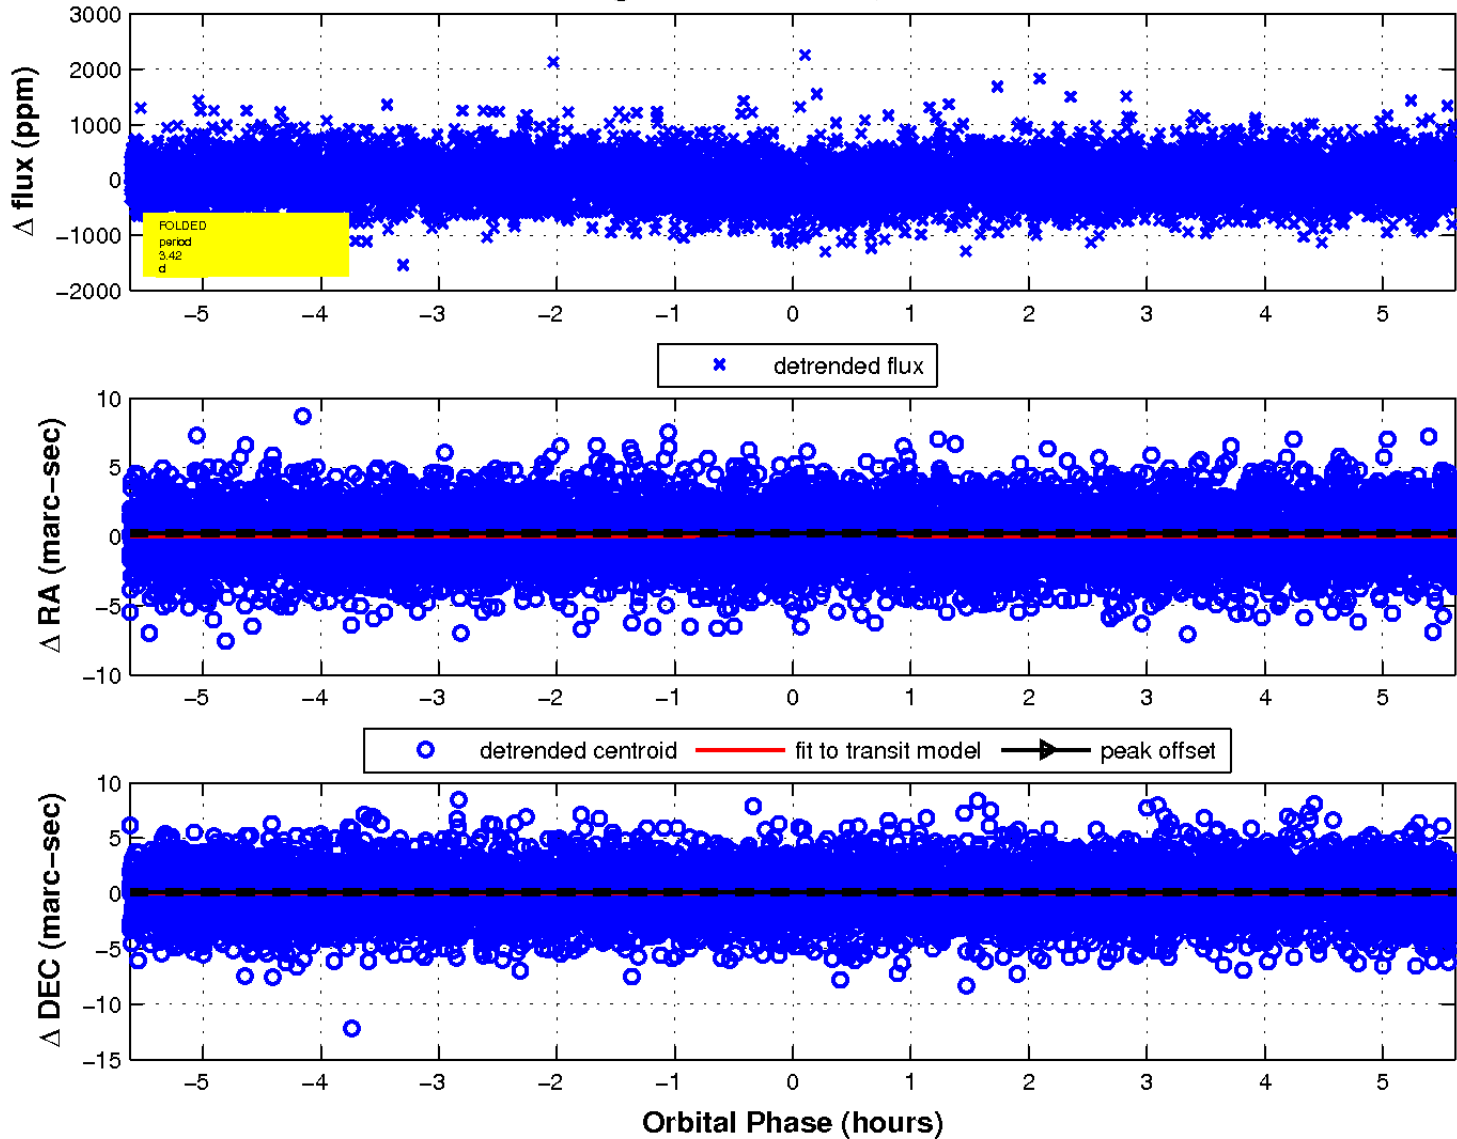 3000
2000
1000
0
−1000
−2000
Δ flux (ppm)
FOLDED
period
3.42
d
−5 −4 −3 −2 −1 0 1 2 3 4 5
detrended flux
10
5
0
−5
−10
Δ RA (marc−sec)
−5 −4 −3 −2 −1 0 1 2 3 4 5
detrended centroid fit to transit model peak offset
10
5
0
−5
−10
−15
Δ DEC (marc−sec)
−5 −4 −3 −2 −1 0 1 2 3 4 5
Orbital Phase (hours)